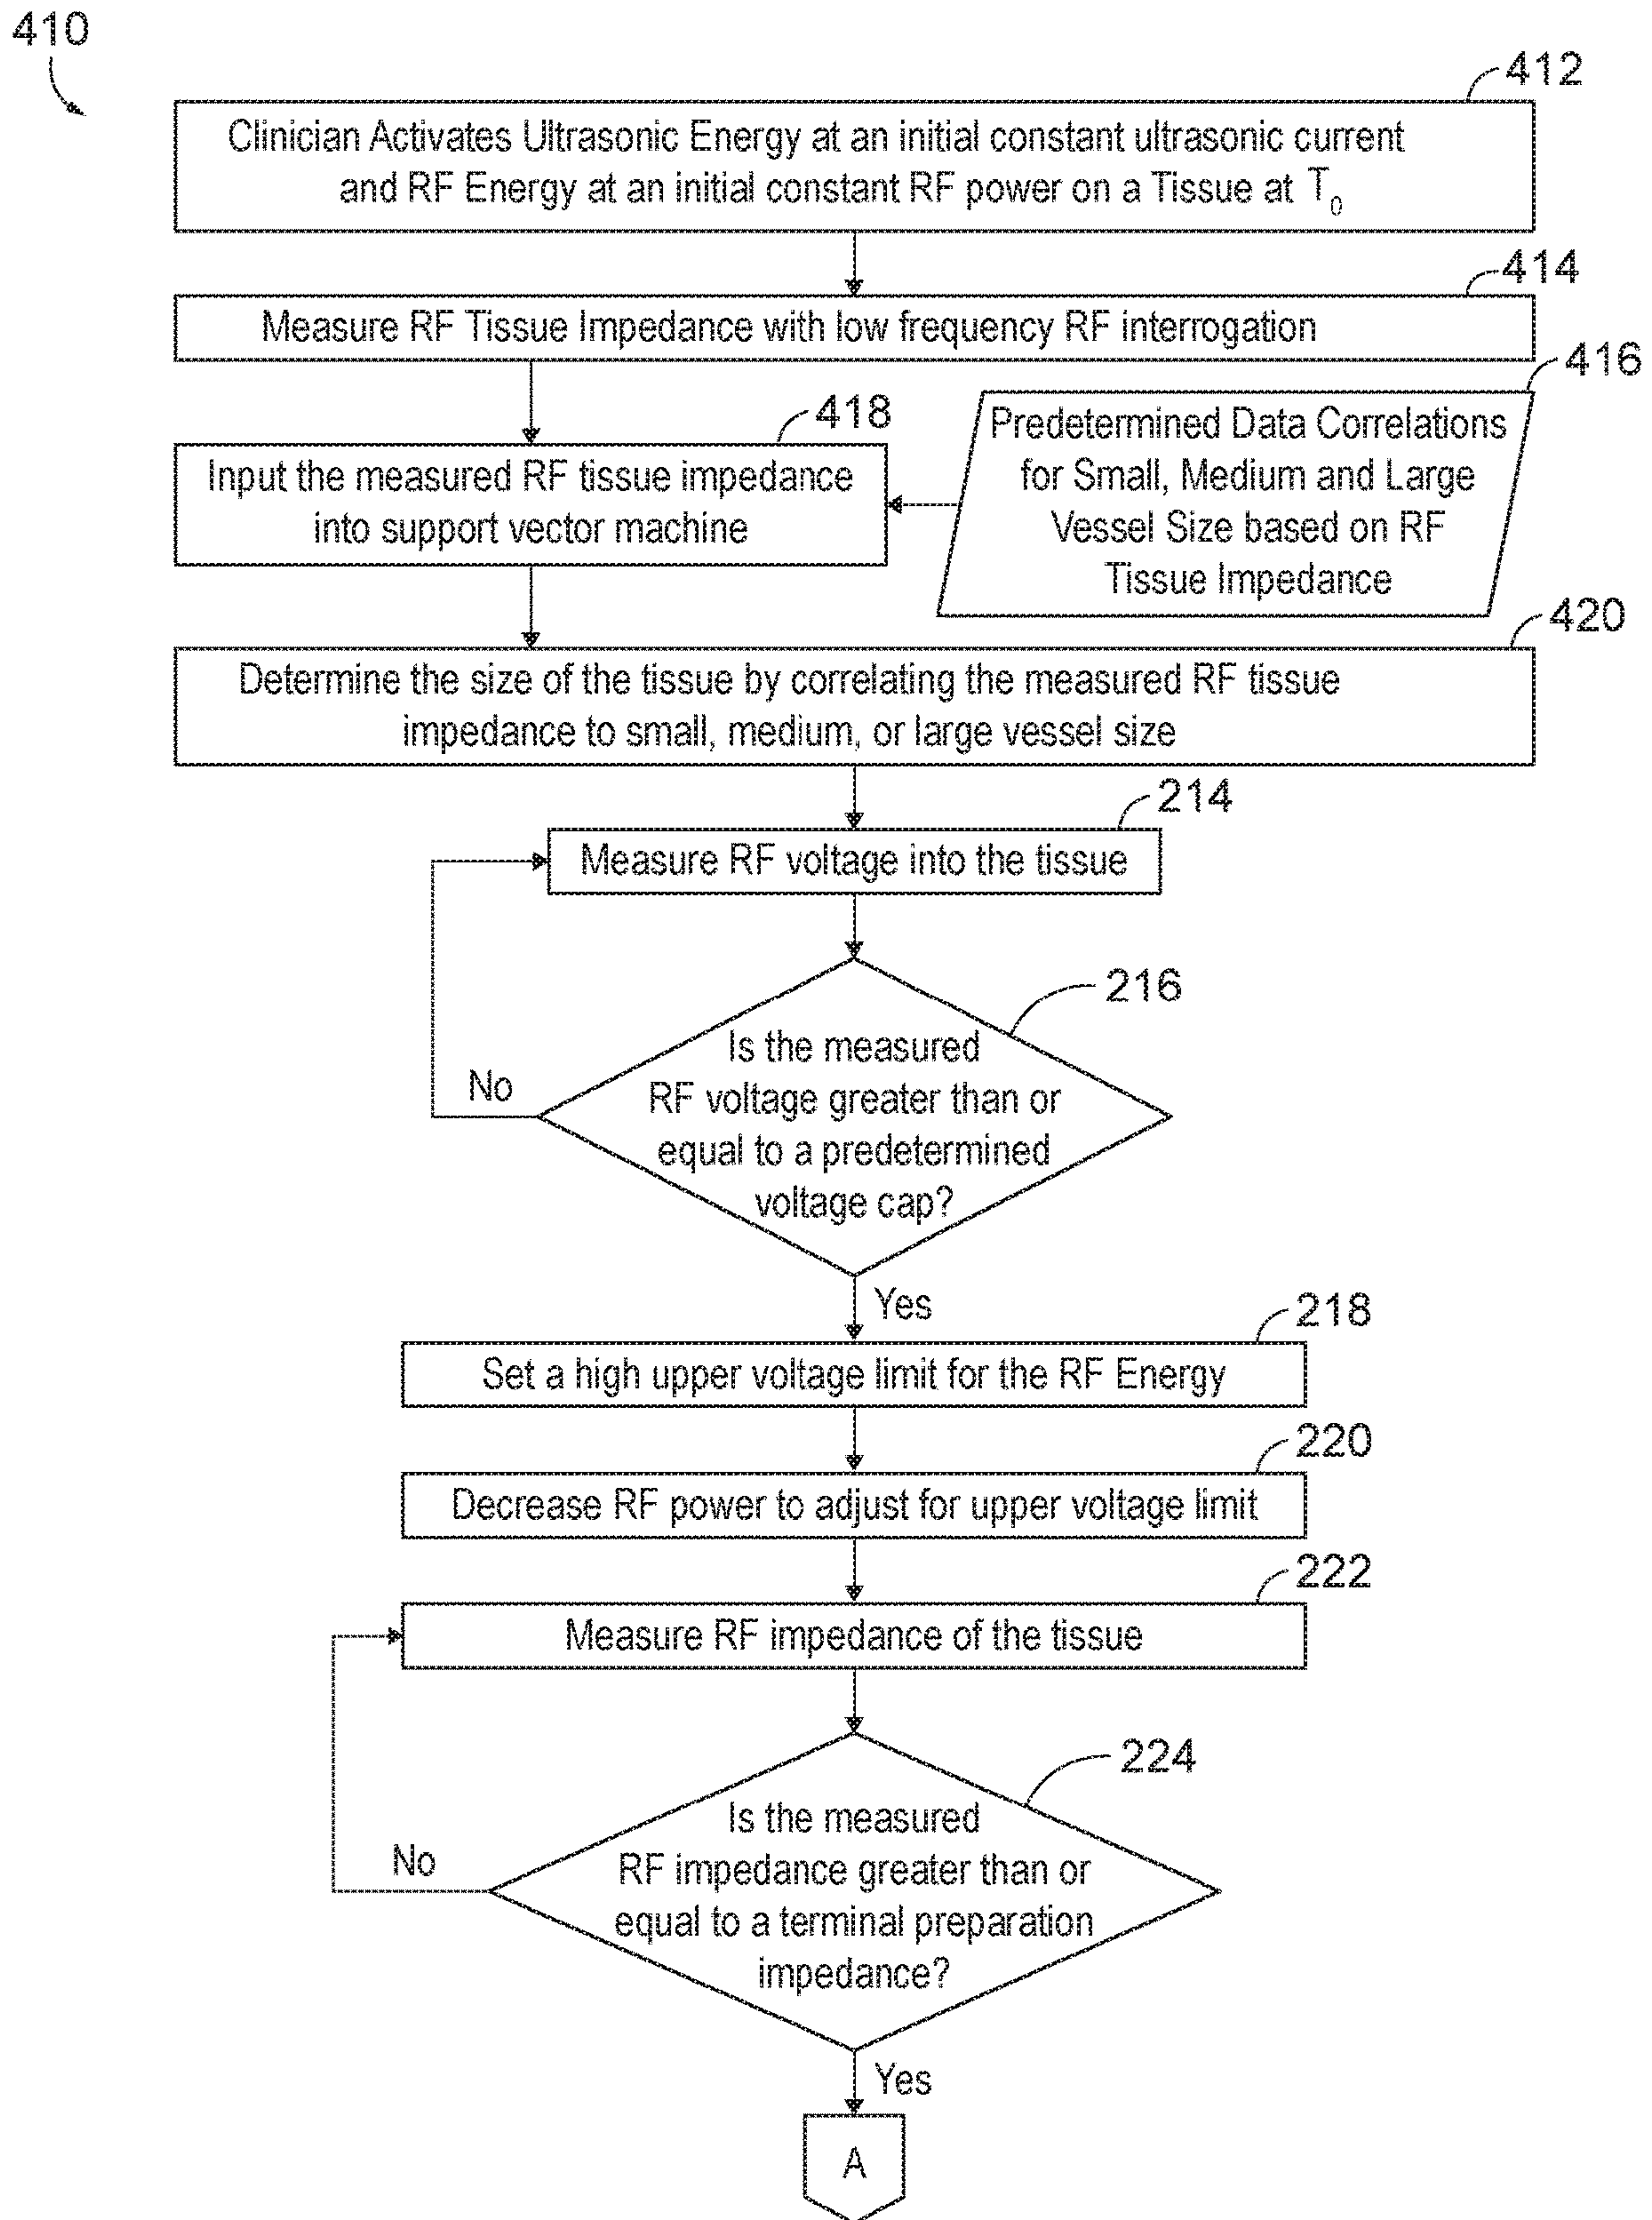 410
412
Clinician Activates Ultrasonic Energy at an initial constant ultrasonic current
and RF Energy at an initial constant RF power on a Tissue at T₀
414
Measure RF Tissue Impedance with low frequency RF interrogation
416
418
Predetermined Data Correlations
for Small, Medium and Large
Vessel Size based on RF
Tissue Impedance
Input the measured RF tissue impedance
into support vector machine
420
Determine the size of the tissue by correlating the measured RF tissue
impedance to small, medium, or large vessel size
214
Measure RF voltage into the tissue
216
Is the measured
RF voltage greater than or
equal to a predetermined
voltage cap?
No
Yes
218
Set a high upper voltage limit for the RF Energy
220
Decrease RF power to adjust for upper voltage limit
222
Measure RF impedance of the tissue
224
Is the measured
RF impedance greater than or
equal to a terminal preparation
impedance?
No
Yes
A